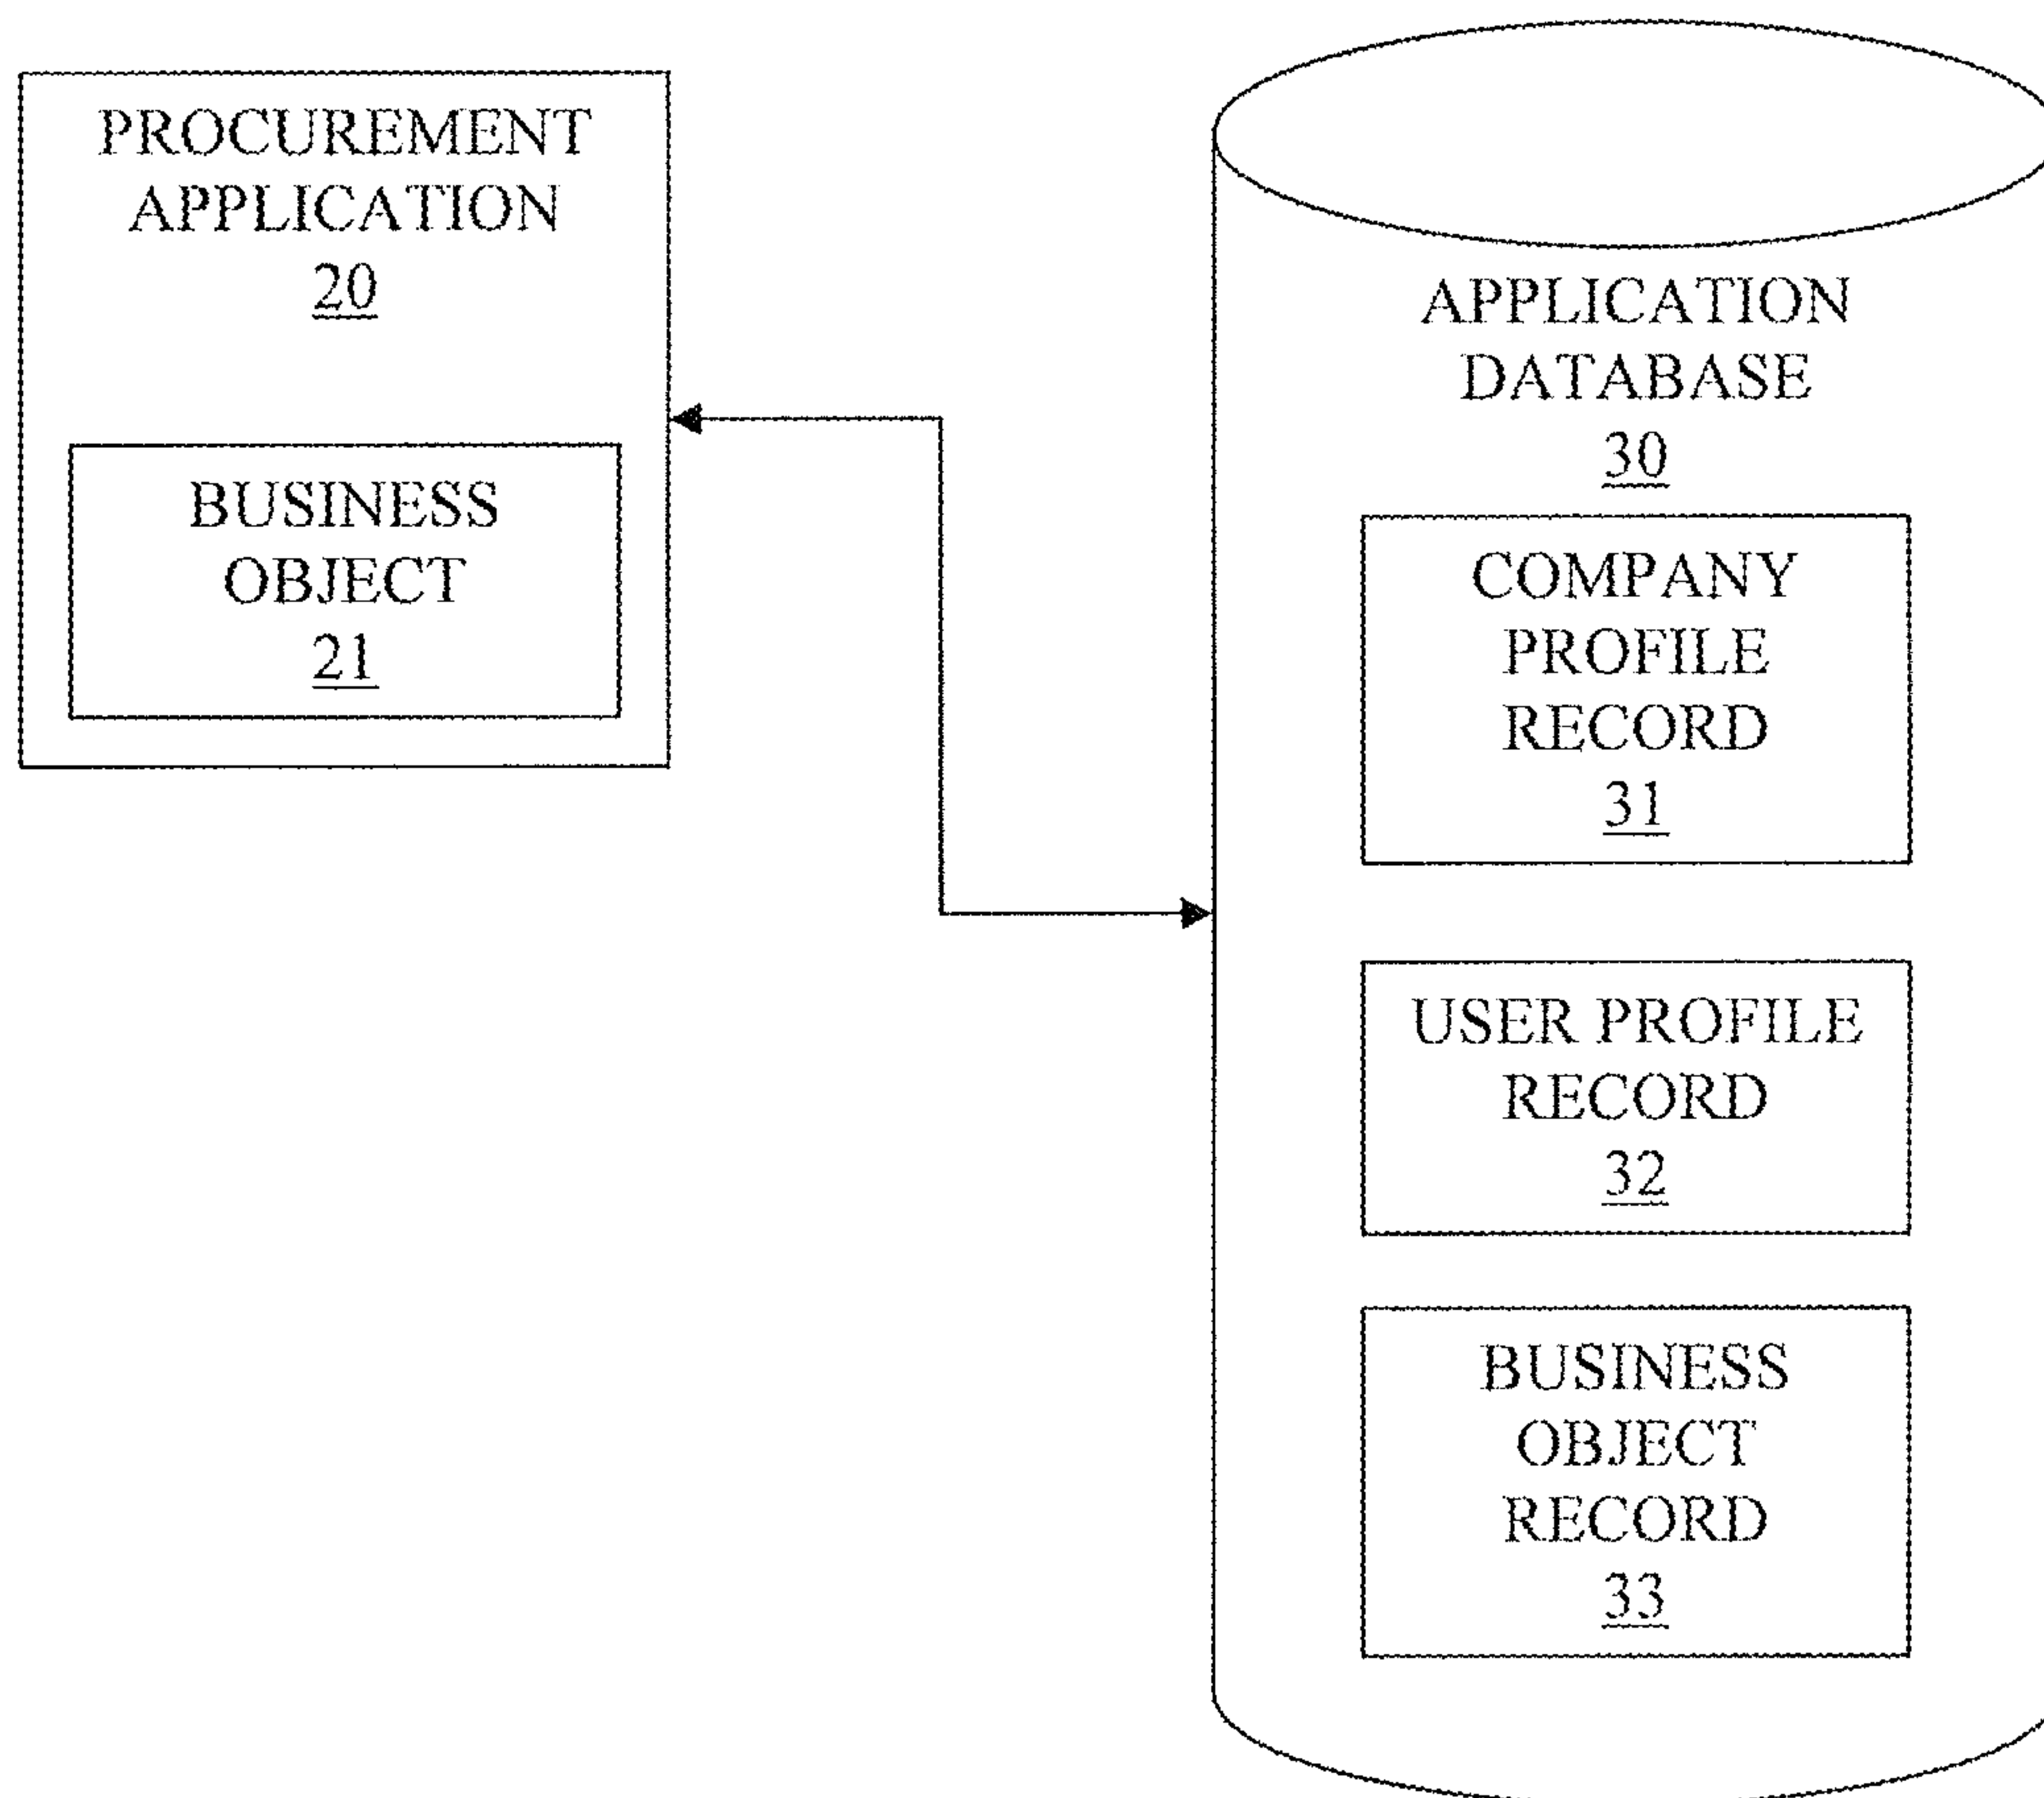 PROCUREMENT
APPLICATION
20
BUSINESS
OBJECT
21
APPLICATION
DATABASE
30
COMPANY
PROFILE
RECORD
31
USER PROFILE
RECORD
32
BUSINESS
OBJECT
RECORD
33